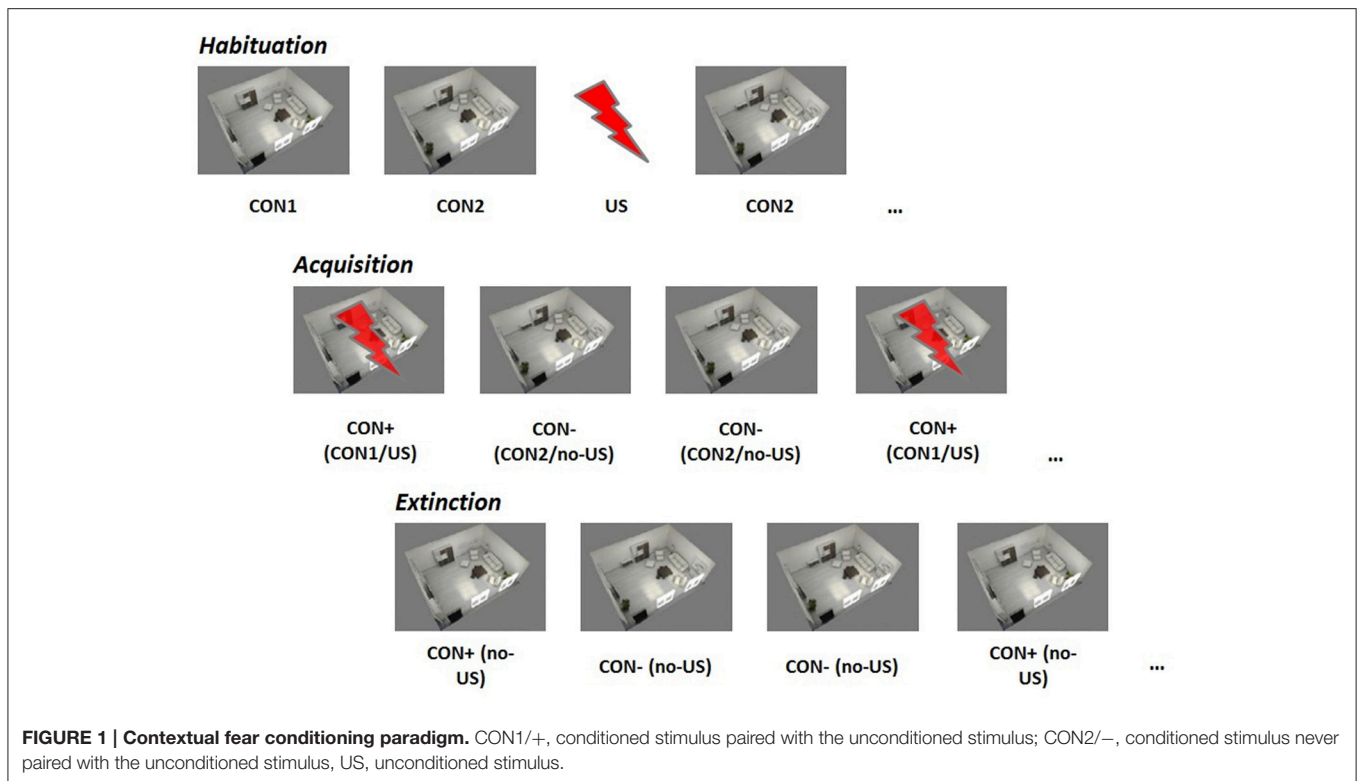 Habituation
CON1 CON2 US CON2 ...
Acquisition
CON+ CON- CON- CON+
(CON1/US) (CON2/no-US) (CON2/no-US) (CON1/US) ...
Extinction
CON+ (no-US) CON- (no-US) CON- (no-US) CON+ (no-US) ...
FIGURE 1 | Contextual fear conditioning paradigm. CON1/+, conditioned stimulus paired with the unconditioned stimulus; CON2/−, conditioned stimulus never
paired with the unconditioned stimulus, US, unconditioned stimulus.